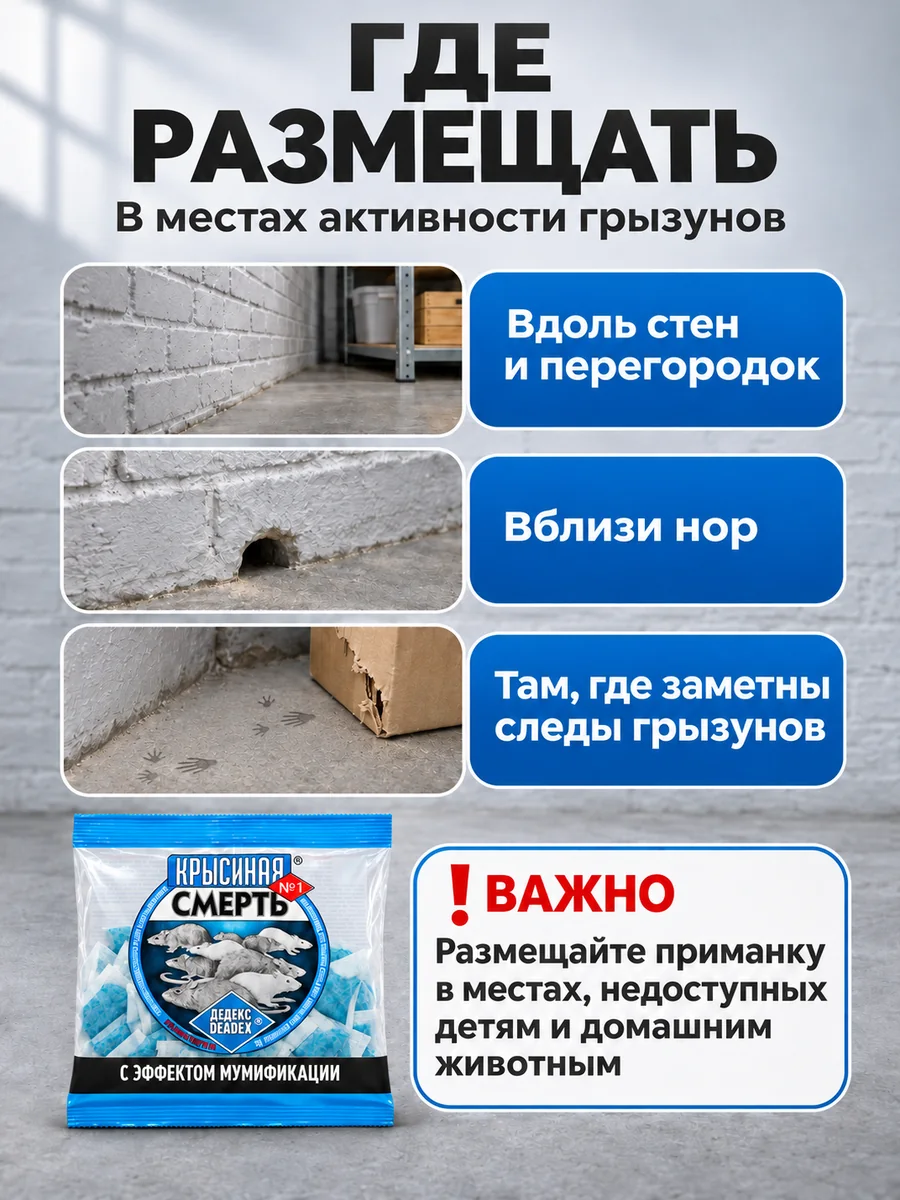 ГДЕ
РАЗМЕЩАТЬ
В местах активности грызунов
Вдоль стен
и перегородок
Вблизи нор
Там, где заметны
следы грызунов
КРЫСИНАЯ®
№1
СМЕРТЬ
ДЕДЕКС
DEADEX®
С ЭФФЕКТОМ МУМИФИКАЦИИ
! ВАЖНО
Размещайте приманку
в местах, недоступных
детям и домашним
животным